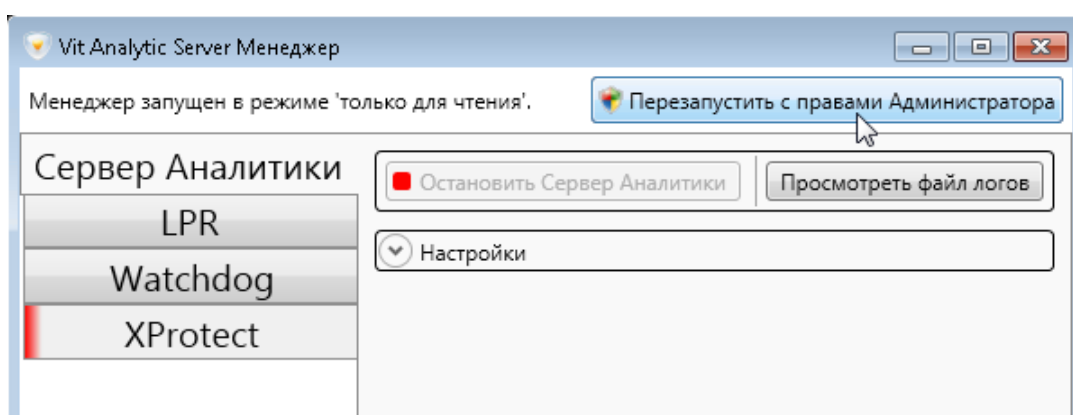 Vit Analytic Server Менеджер
Менеджер запущен в режиме 'только для чтения'.
Перезапустить с правами Администратора
Сервер Аналитики
Остановить Сервер Аналитики
Просмотреть файл логов
LPR
Настройки
Watchdog
XProtect